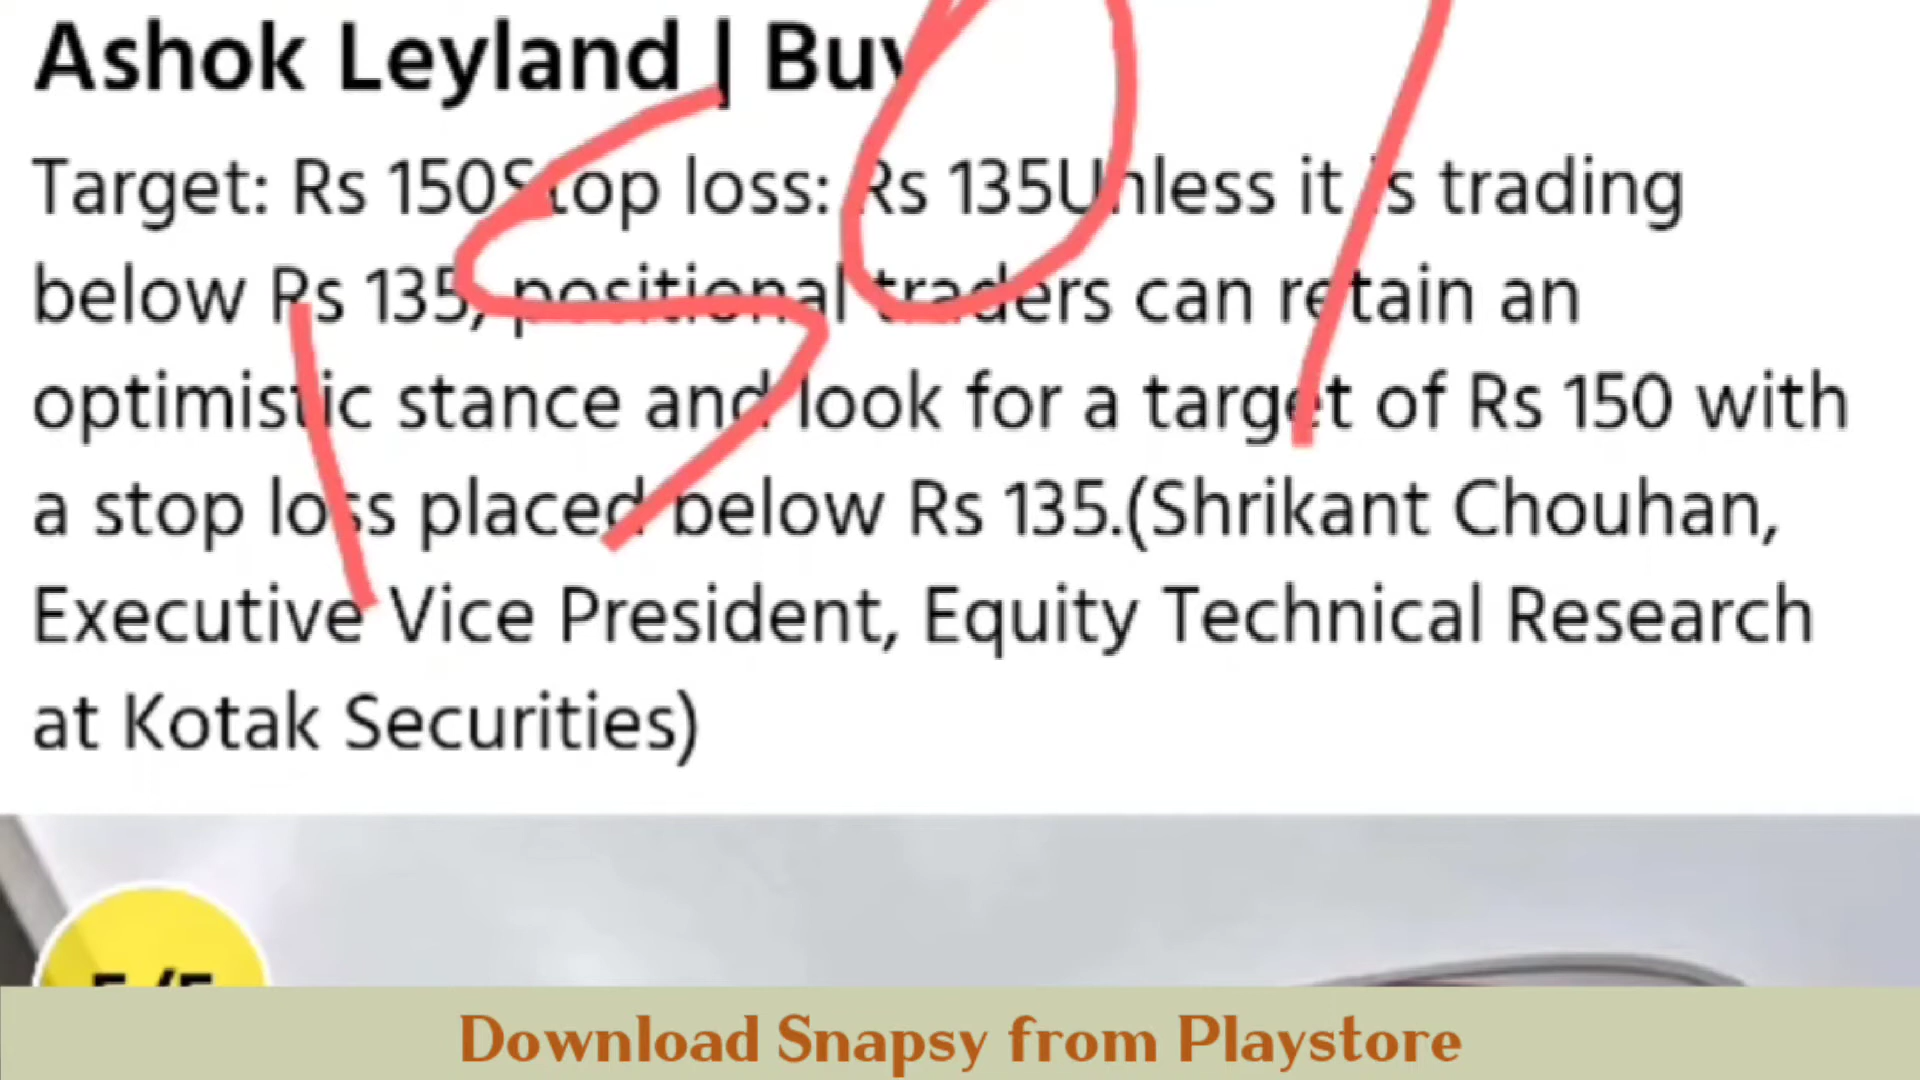 Ashok Leyland | Buy
Target: Rs 150Stop loss: Rs 135Unless it is trading
below Rs 135, positional traders can retain an
optimistic stance and look for a target of Rs 150 with
a stop loss placed below Rs 135.(Shrikant Chouhan,
Executive Vice President, Equity Technical Research
at Kotak Securities)
150/
5/5
Download Snapsy from Playstore